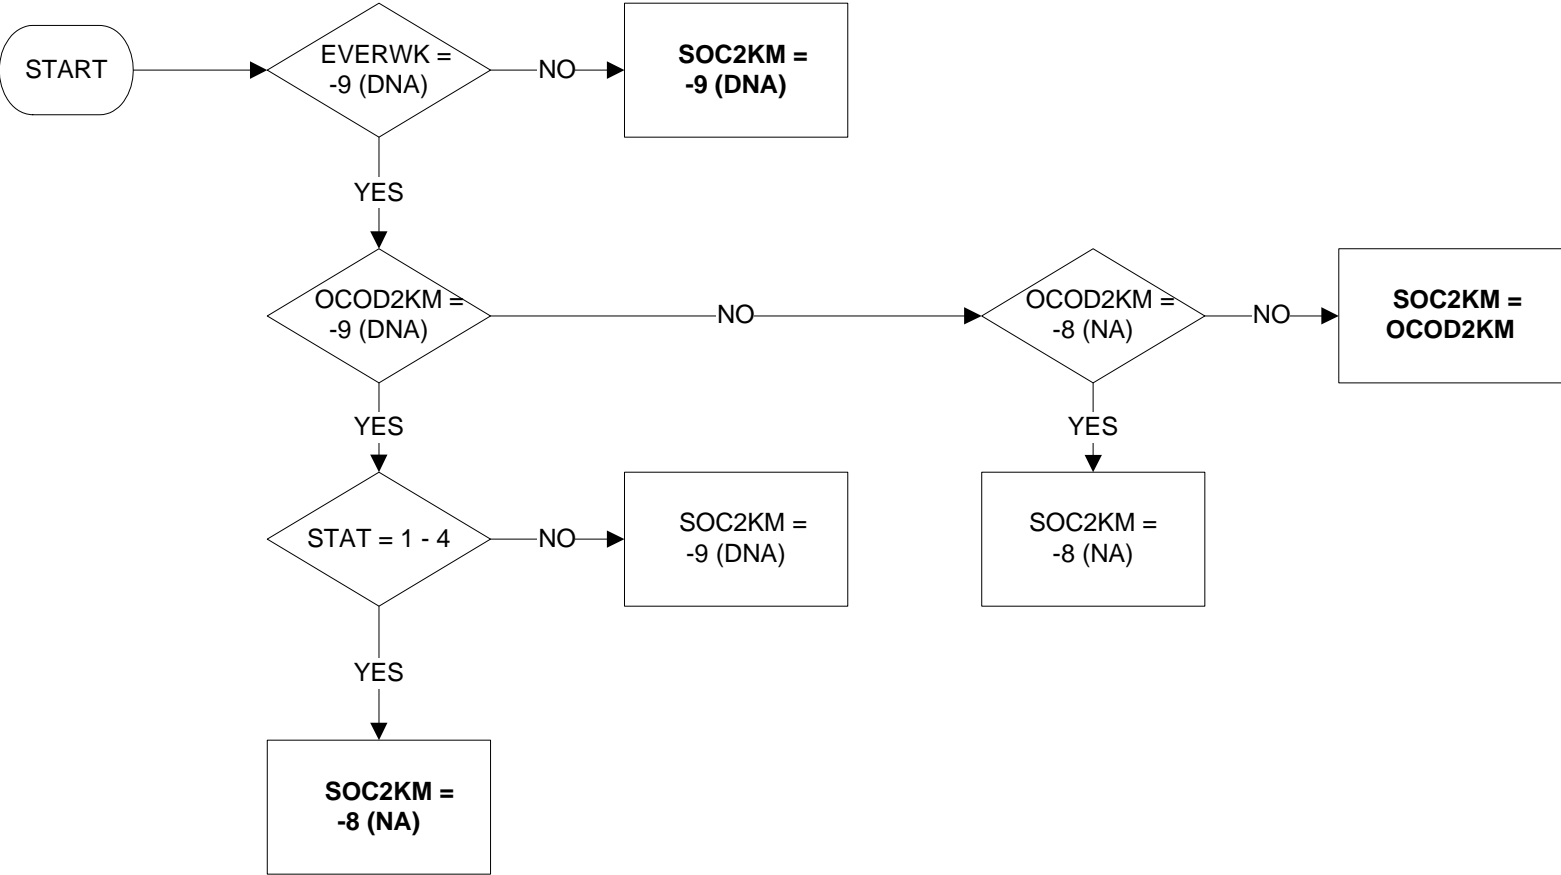 START
EVERWK =
-9 (DNA)
NO
SOC2KM =
-9 (DNA)
YES
OCOD2KM =
-9 (DNA)
NO
OCOD2KM =
-8 (NA)
NO
SOC2KM =
OCOD2KM
YES
YES
STAT = 1 - 4
NO
SOC2KM =
-9 (DNA)
SOC2KM =
-8 (NA)
YES
SOC2KM =
-8 (NA)